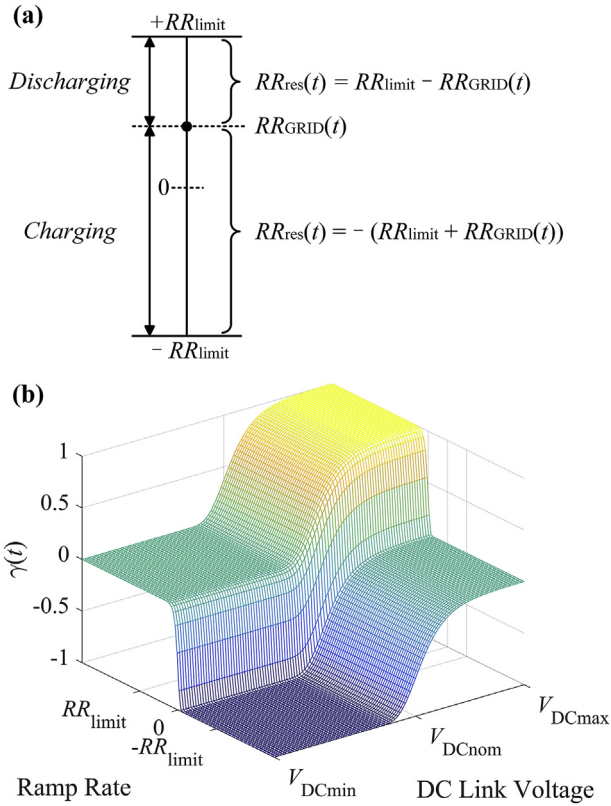 (a)
+RRlimit
Discharging
RRres(t) = RRlimit − RRGRID(t)
RRGRID(t)
0
Charging
RRres(t) = − (RRlimit + RRGRID(t))
− RRlimit
(b)
1
0.5
0
-0.5
-1
γ(t)
RRlimit
0
-RRlimit
Ramp Rate
VDCmin
VDCnom
VDCmax
DC Link Voltage